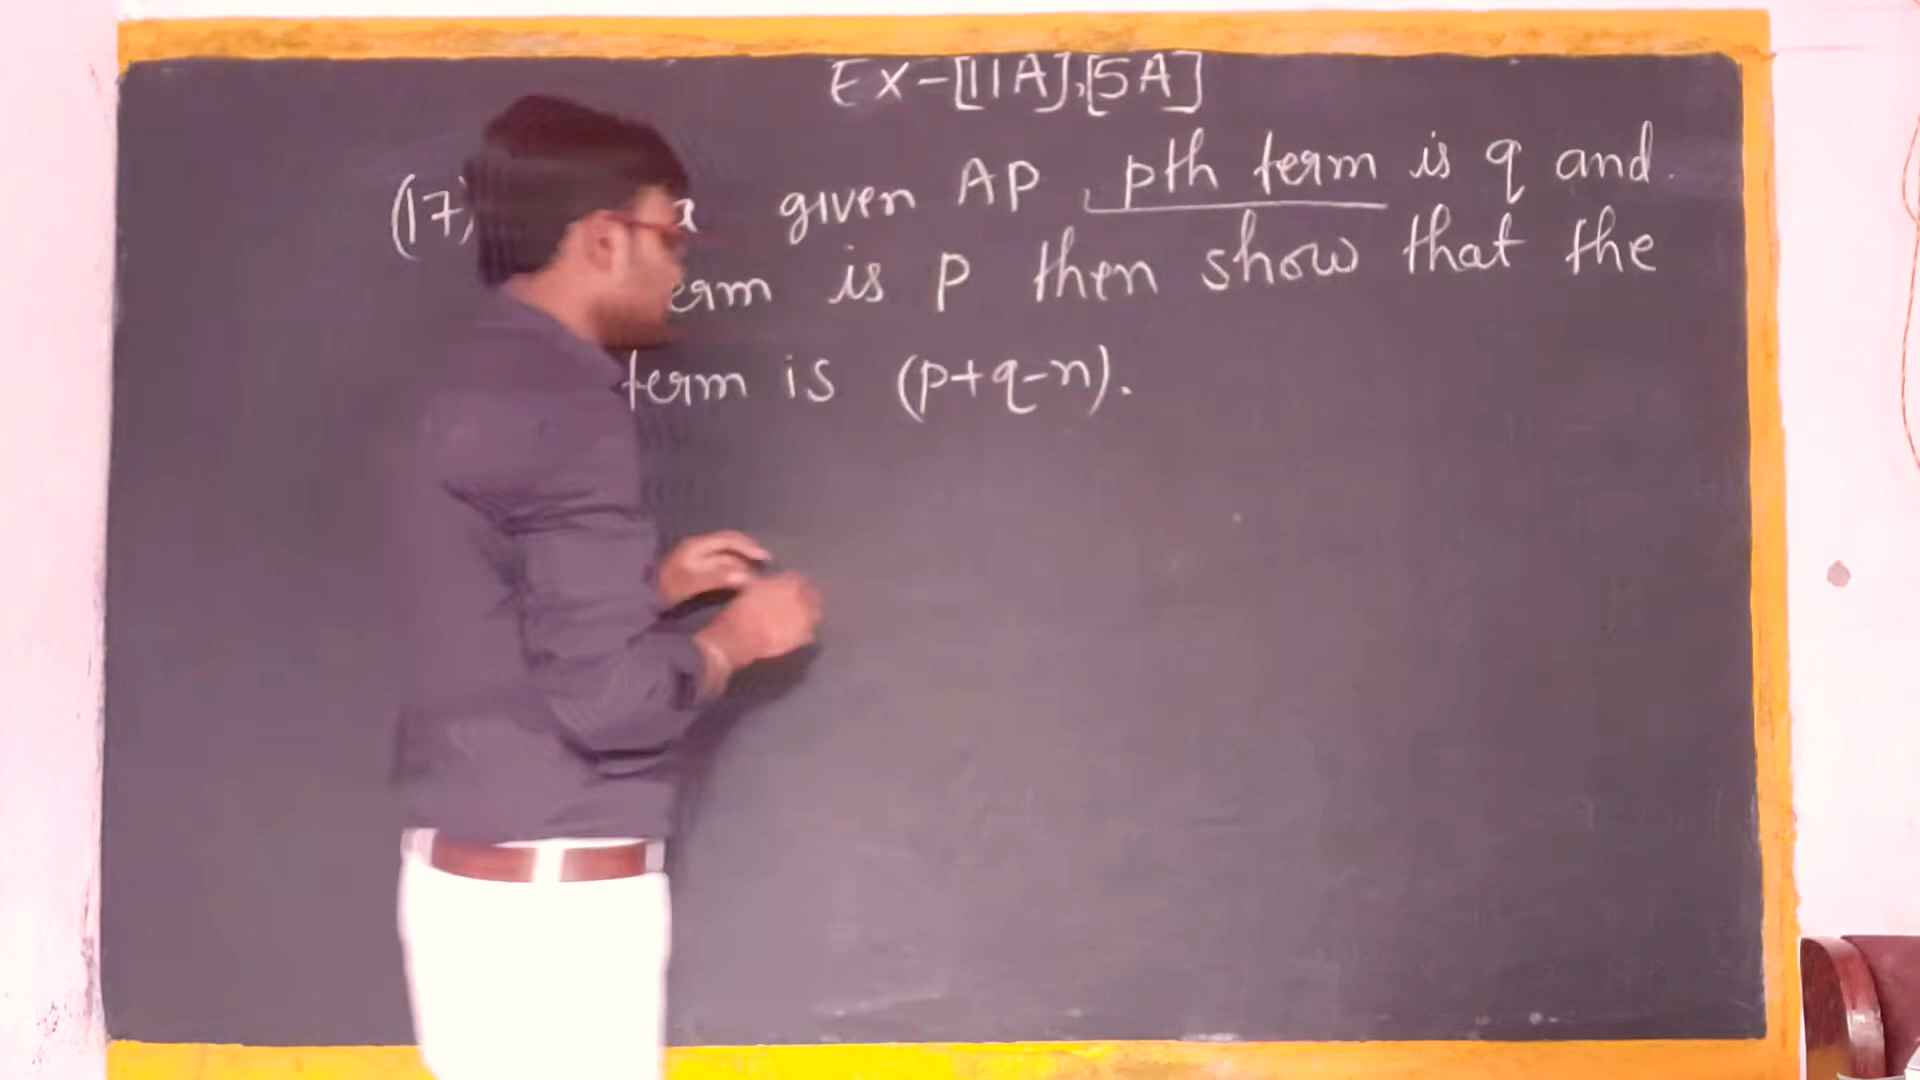 EX-[11A],[5A]
(17) a given AP, pth term is q and
erm is p then show that the
term is (p+q-n).